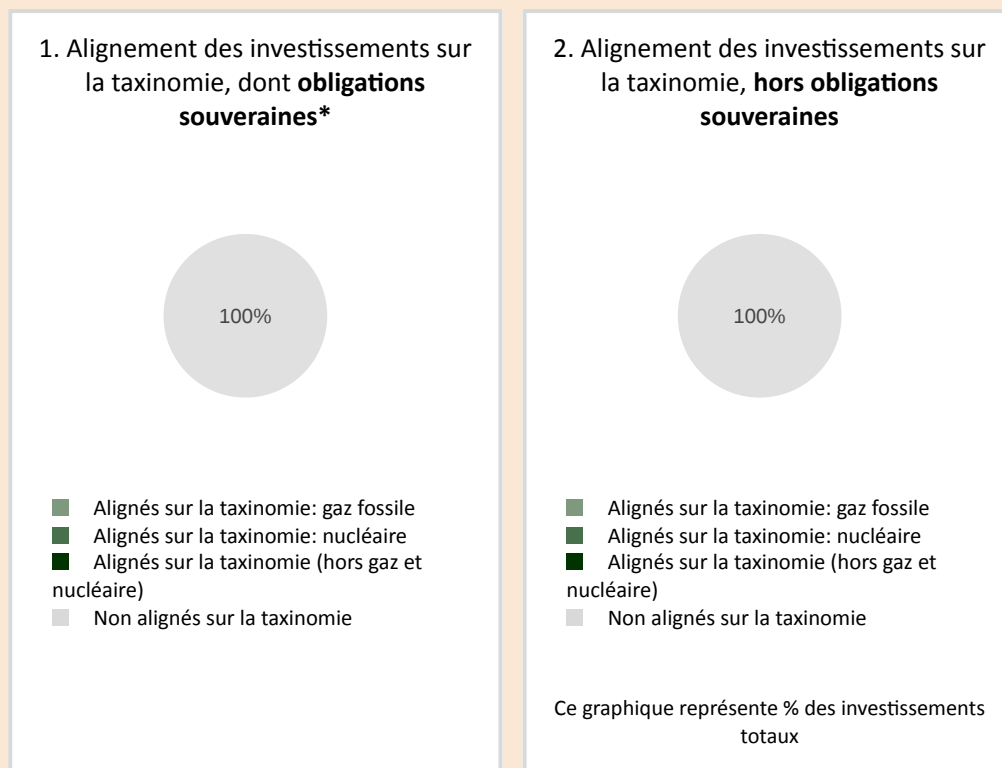 1. Alignement des investissements sur
la taxinomie, dont obligations
souveraines*
100%
Alignés sur la taxinomie: gaz fossile
Alignés sur la taxinomie: nucléaire
Alignés sur la taxinomie (hors gaz et
nucléaire)
Non alignés sur la taxinomie
2. Alignement des investissements sur
la taxinomie, hors obligations
souveraines
100%
Alignés sur la taxinomie: gaz fossile
Alignés sur la taxinomie: nucléaire
Alignés sur la taxinomie (hors gaz et
nucléaire)
Non alignés sur la taxinomie
Ce graphique représente % des investissements
totaux